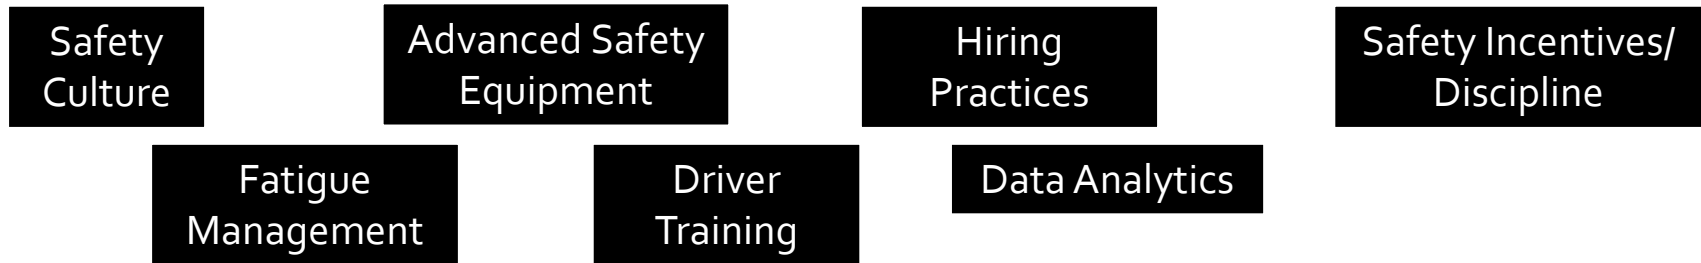 Safety
Culture
Advanced Safety
Equipment
Hiring
Practices
Safety Incentives/
Discipline
Fatigue
Management
Driver
Training
Data Analytics